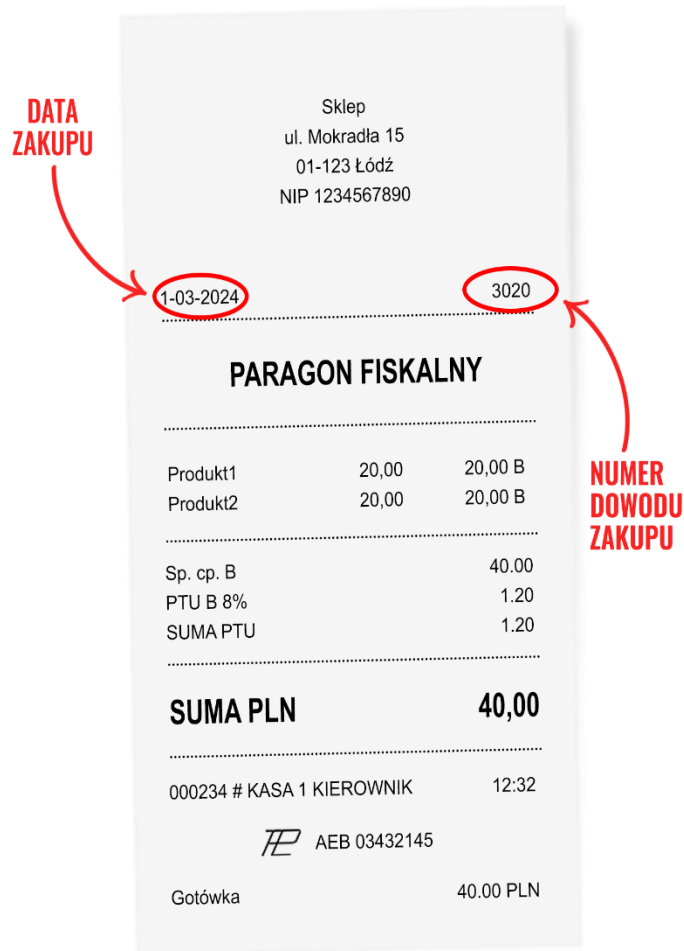 DATA
ZAKUPU
Sklep
ul. Mokradła 15
01-123 Łódź
NIP 1234567890
1-03-2024 3020
PARAGON FISKALNY
Produkt1 20,00 20,00 B
Produkt2 20,00 20,00 B
NUMER
DOWODU
ZAKUPU
Sp. cp. B 40.00
PTU B 8% 1.20
SUMA PTU 1.20
SUMA PLN 40,00
000234 # KASA 1 KIEROWNIK 12:32
AEB 03432145
Gotówka 40.00 PLN